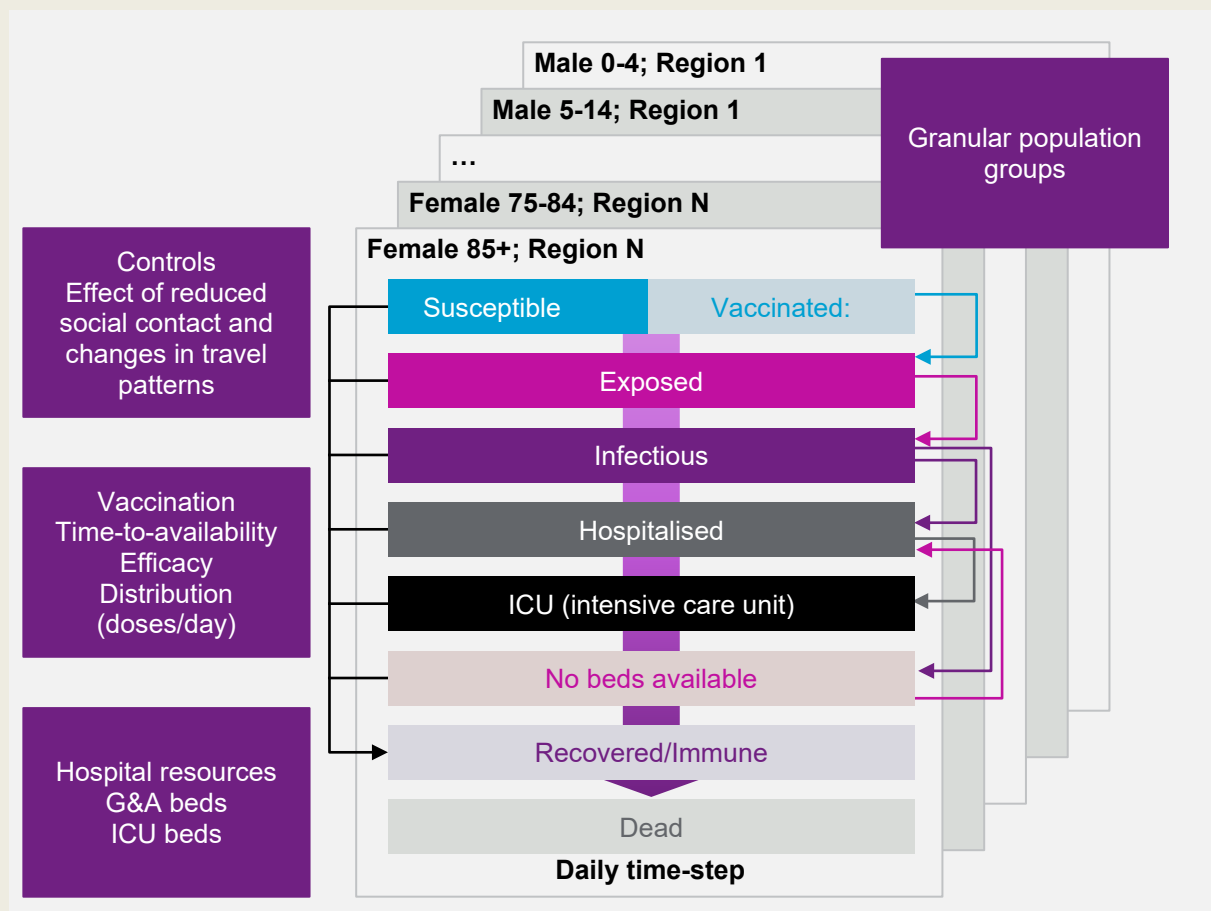 Male 0-4; Region 1
Male 5-14; Region 1
…
Female 75-84; Region N
Female 85+; Region N
Granular population
groups
Controls
Effect of reduced
social contact and
changes in travel
patterns
Vaccination
Time-to-availability
Efficacy
Distribution
(doses/day)
Hospital resources
G&A beds
ICU beds
Susceptible
Vaccinated:
Exposed
Infectious
Hospitalised
ICU (intensive care unit)
No beds available
Recovered/Immune
Dead
Daily time-step